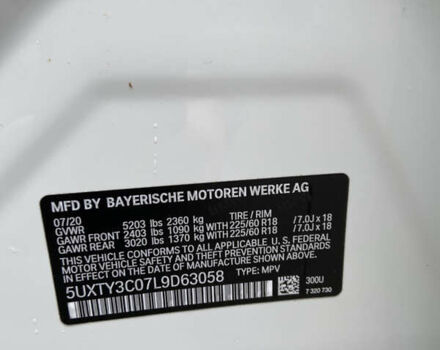 MFD BY BAYERISCHE MOTOREN WERKE AG
07/20 TIRE / RIM
GVWR 5203 lbs 2360 kg
GAWR FRONT 2403 lbs 1090 kg WITH 225/60 R18 /7.0J x 18
GAWR REAR 3020 lbs 1370 kg WITH 225/60 R18 /7.0J x 18
THIS VEHICLE CONFORMS TO ALL APPLICABLE U.S. FEDERAL
MOTOR VEHICLE SAFETY STANDARDS
IN EFFECT ON THE DATE OF MANUFACTURE SHOWN ABOVE.
5UXTY3C07L9D63058 TYPE: MPV
300U
7 320 730